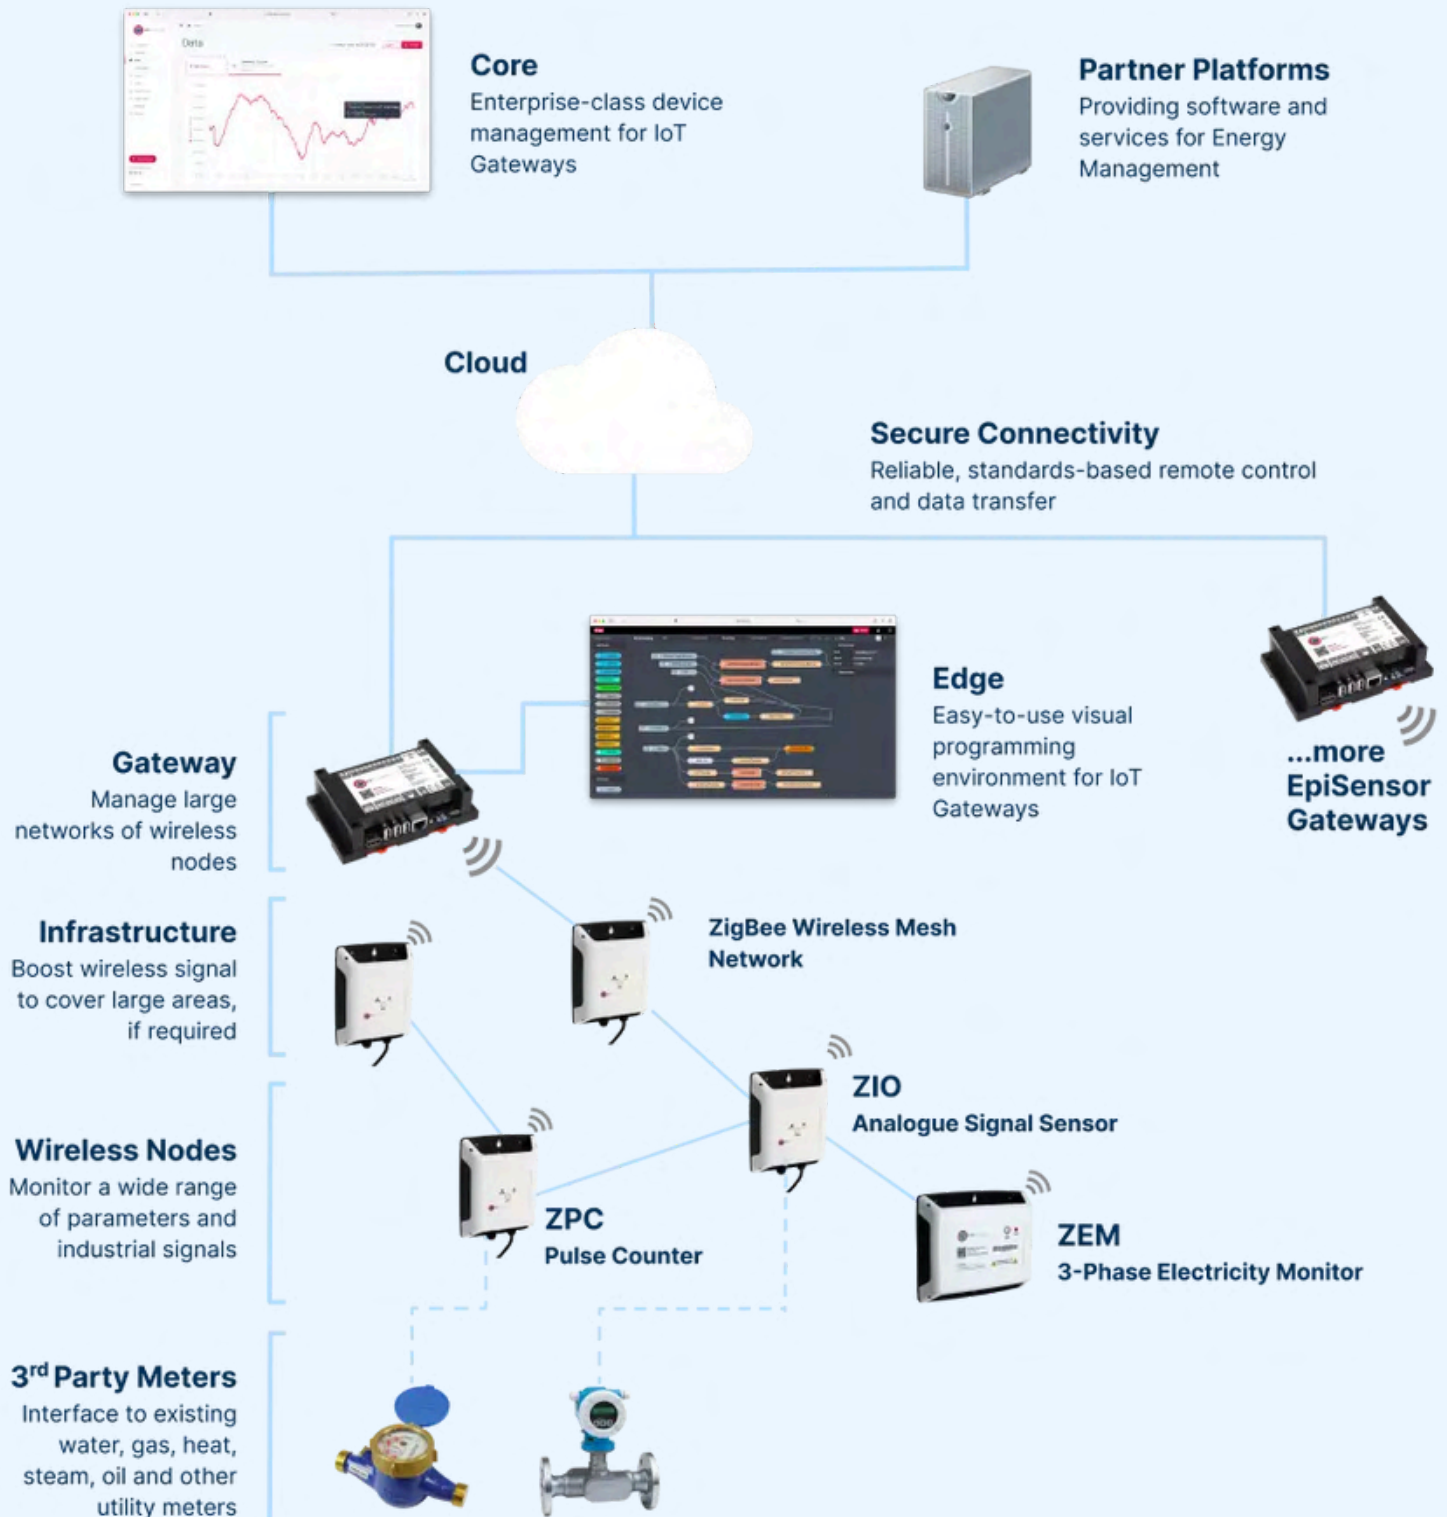 Data
Core
Enterprise-class device
management for IoT
Gateways
Partner Platforms
Providing software and
services for Energy
Management
Cloud
Secure Connectivity
Reliable, standards-based remote control
and data transfer
Edge
Easy-to-use visual
programming
environment for IoT
Gateways
...more
EpiSensor
Gateways
Gateway
Manage large
networks of wireless
nodes
Infrastructure
Boost wireless signal
to cover large areas,
if required
ZigBee Wireless Mesh
Network
ZIO
Analogue Signal Sensor
Wireless Nodes
Monitor a wide range
of parameters and
industrial signals
ZPC
Pulse Counter
ZEM
3-Phase Electricity Monitor
3rd Party Meters
Interface to existing
water, gas, heat,
steam, oil and other
utility meters